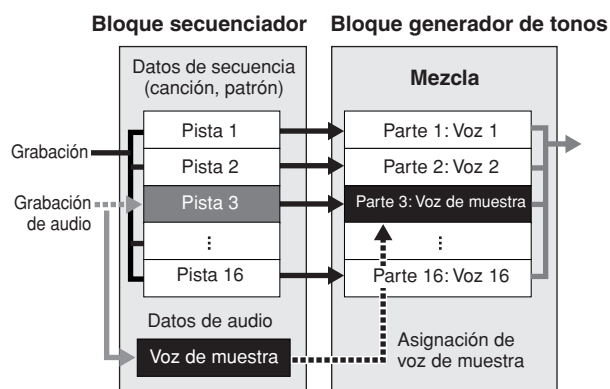 Bloque secuenciador
Bloque generador de tonos
Datos de secuencia
(canción, patrón)
Mezcla
Grabación
Pista 1
Parte 1: Voz 1
Pista 2
Parte 2: Voz 2
Grabación
de audio
Pista 3
Parte 3: Voz de muestra
⋮
⋮
Pista 16
Parte 16: Voz 16
Datos de audio
Voz de muestra
Asignación de
voz de muestra